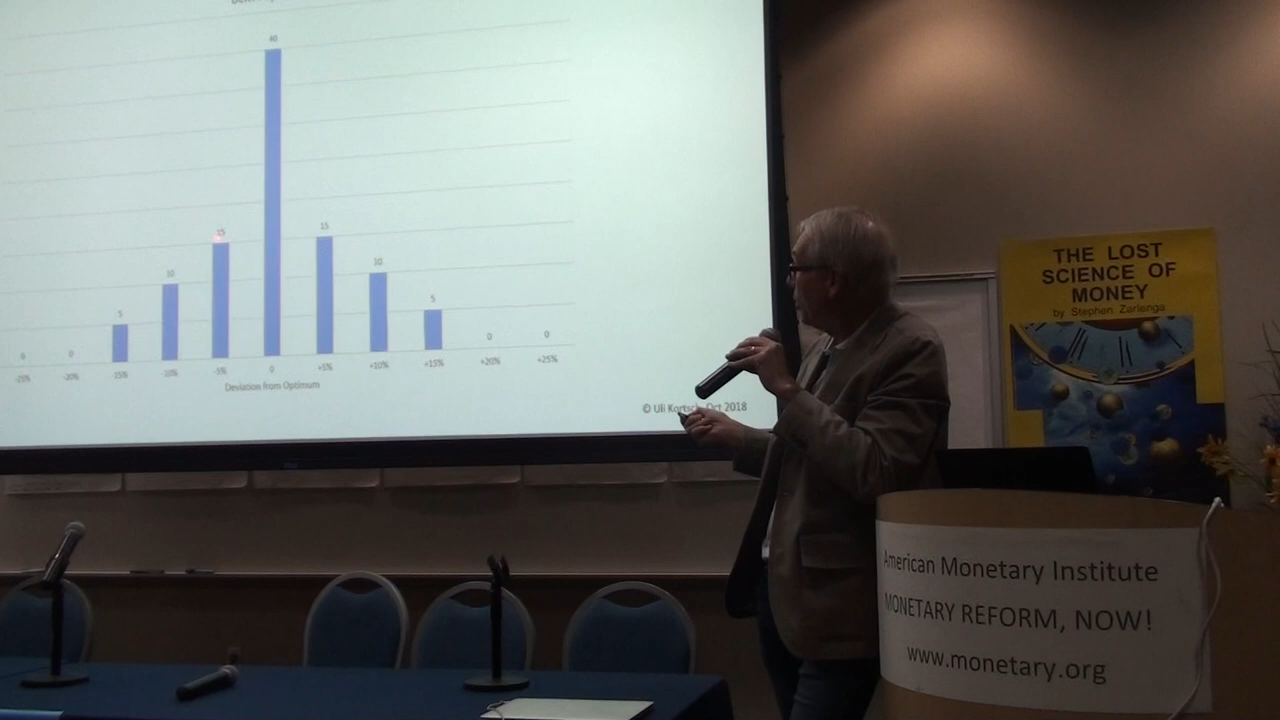 40
15
15
10
10
5
5
0
0
0
-25%
-20%
-15%
-10%
-5%
0
+5%
+10%
+15%
+20%
+25%
Deviation from Optimum
© Uli Kortsch, Oct 2018
THE LOST
SCIENCE OF
MONEY
by Stephen Zarlenga
American Monetary Institute
MONETARY REFORM, NOW!
www.monetary.org